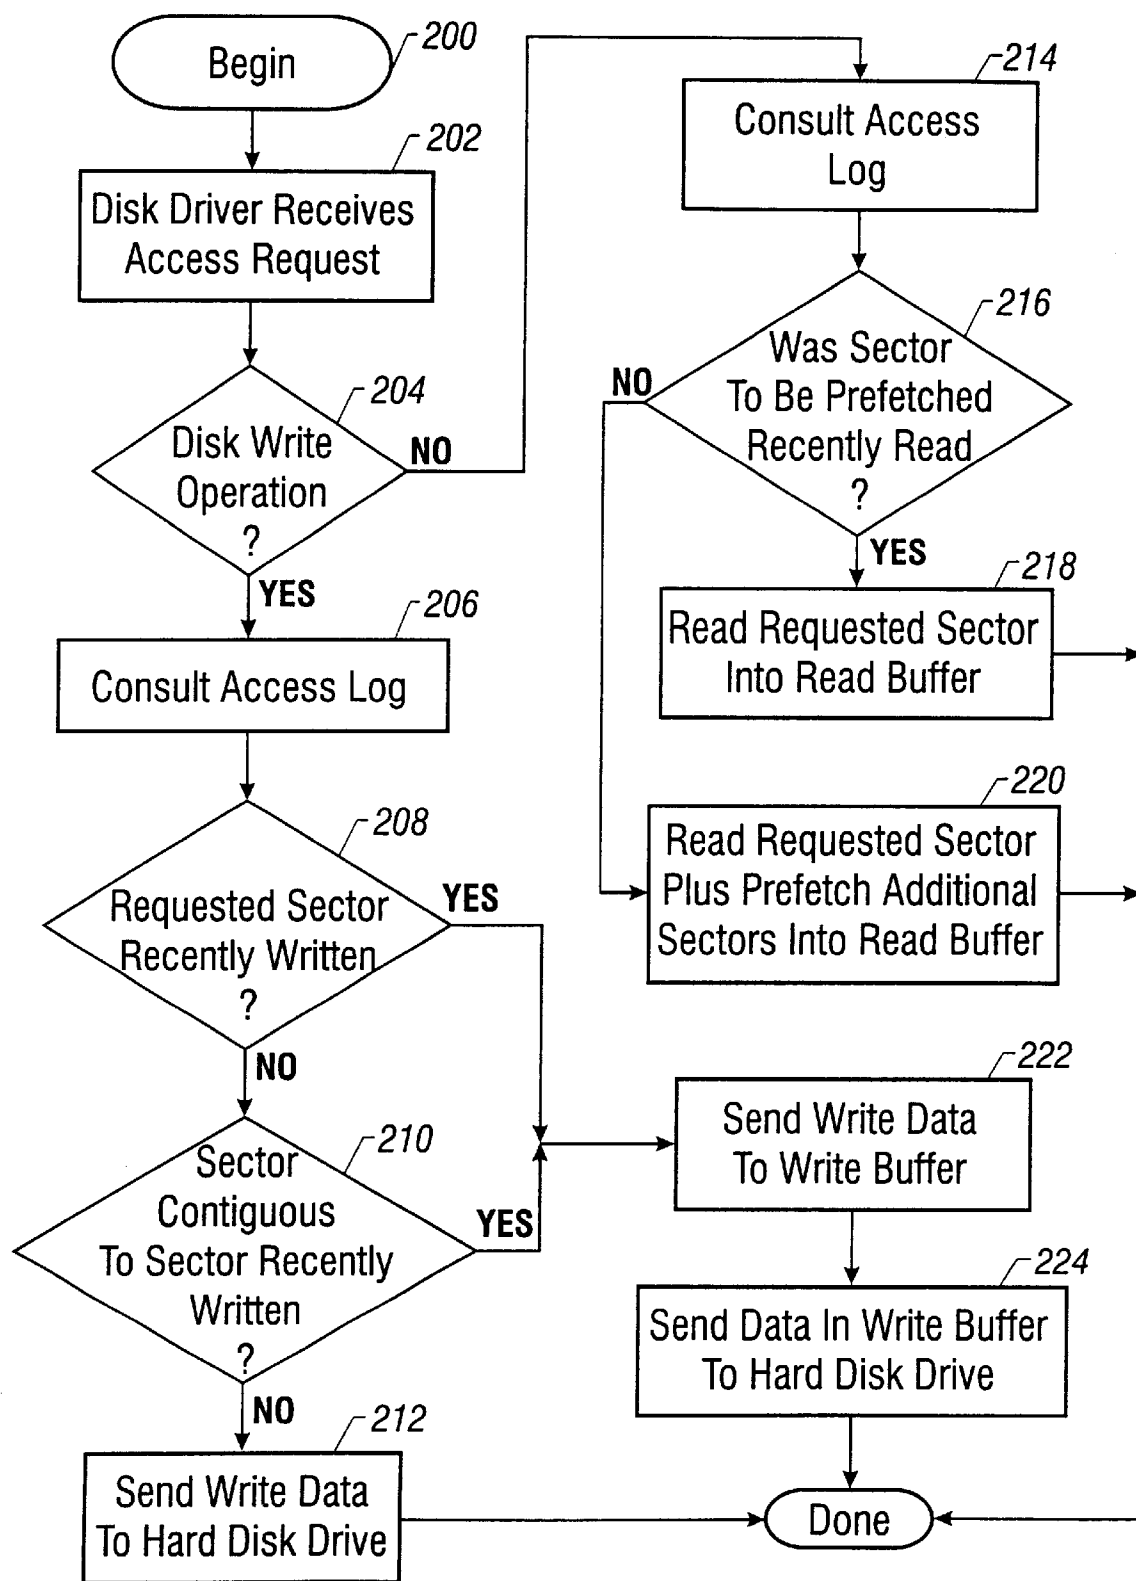 Begin
200
202
Disk Driver Receives
Access Request
204
Disk Write
Operation
?
NO
YES
206
Consult Access Log
208
Requested Sector
Recently Written
?
YES
NO
210
Sector
Contiguous
To Sector Recently
Written
?
YES
NO
212
Send Write Data
To Hard Disk Drive
214
Consult Access
Log
216
Was Sector
To Be Prefetched
Recently Read
?
NO
YES
218
Read Requested Sector
Into Read Buffer
220
Read Requested Sector
Plus Prefetch Additional
Sectors Into Read Buffer
222
Send Write Data
To Write Buffer
224
Send Data In Write Buffer
To Hard Disk Drive
Done